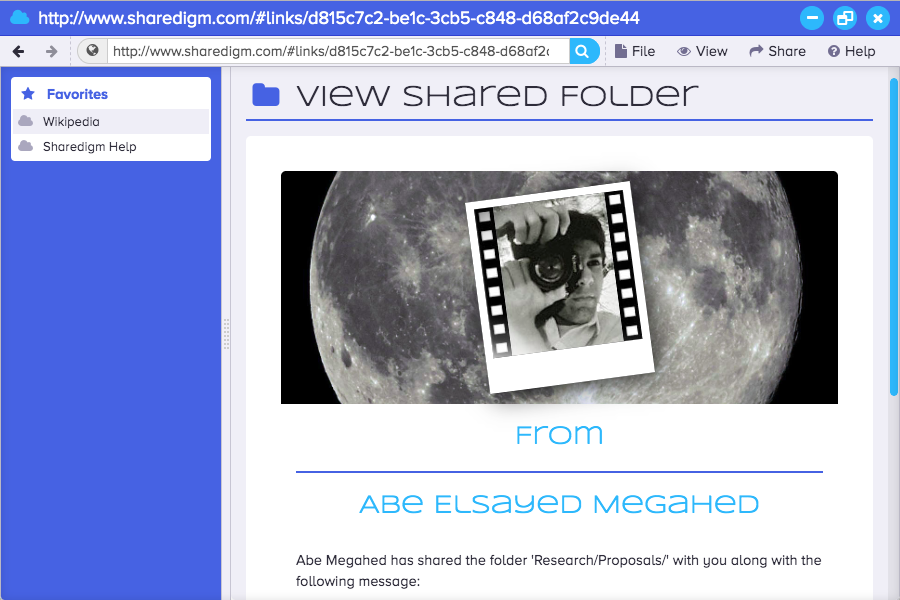 http://www.sharedigm.com/#links/d815c7c2-be1c-3cb5-c848-d68af2c9de44
http://www.sharedigm.com/#links/d815c7c2-be1c-3cb5-c848-d68af2c File View Share Help
Favorites
Wikipedia
Sharedigm Help
View Shared Folder
From
Abe Elsayed Megahed
Abe Megahed has shared the folder 'Research/Proposals/' with you along with the
following message: